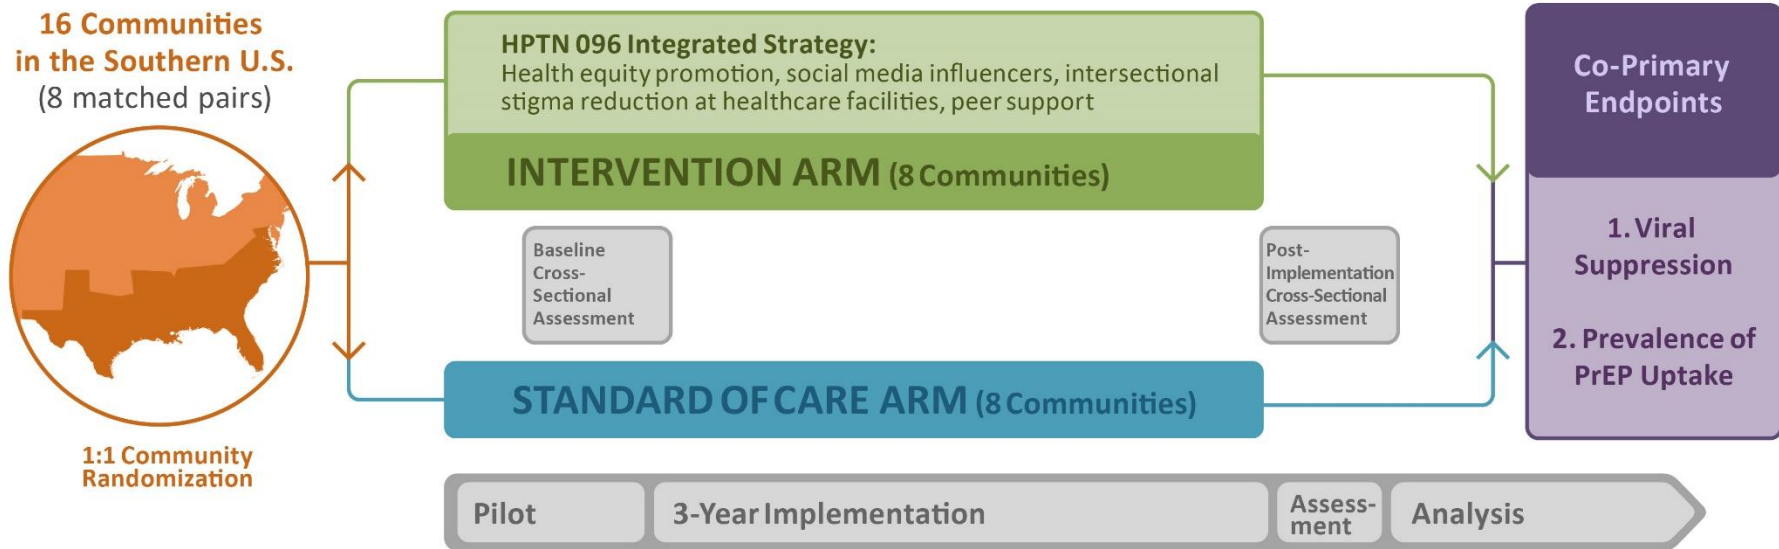 16 Communities
in the Southern U.S.
(8 matched pairs)
1:1 Community
Randomization
HPTN 096 Integrated Strategy:
Health equity promotion, social media influencers, intersectional
stigma reduction at healthcare facilities, peer support
INTERVENTION ARM (8 Communities)
Baseline
Cross-
Sectional
Assessment
Post-
Implementation
Cross-Sectional
Assessment
STANDARD OF CARE ARM (8 Communities)
Co-Primary
Endpoints
1. Viral
Suppression
2. Prevalence of
PrEP Uptake
Pilot
3-Year Implementation
Assess-
ment
Analysis